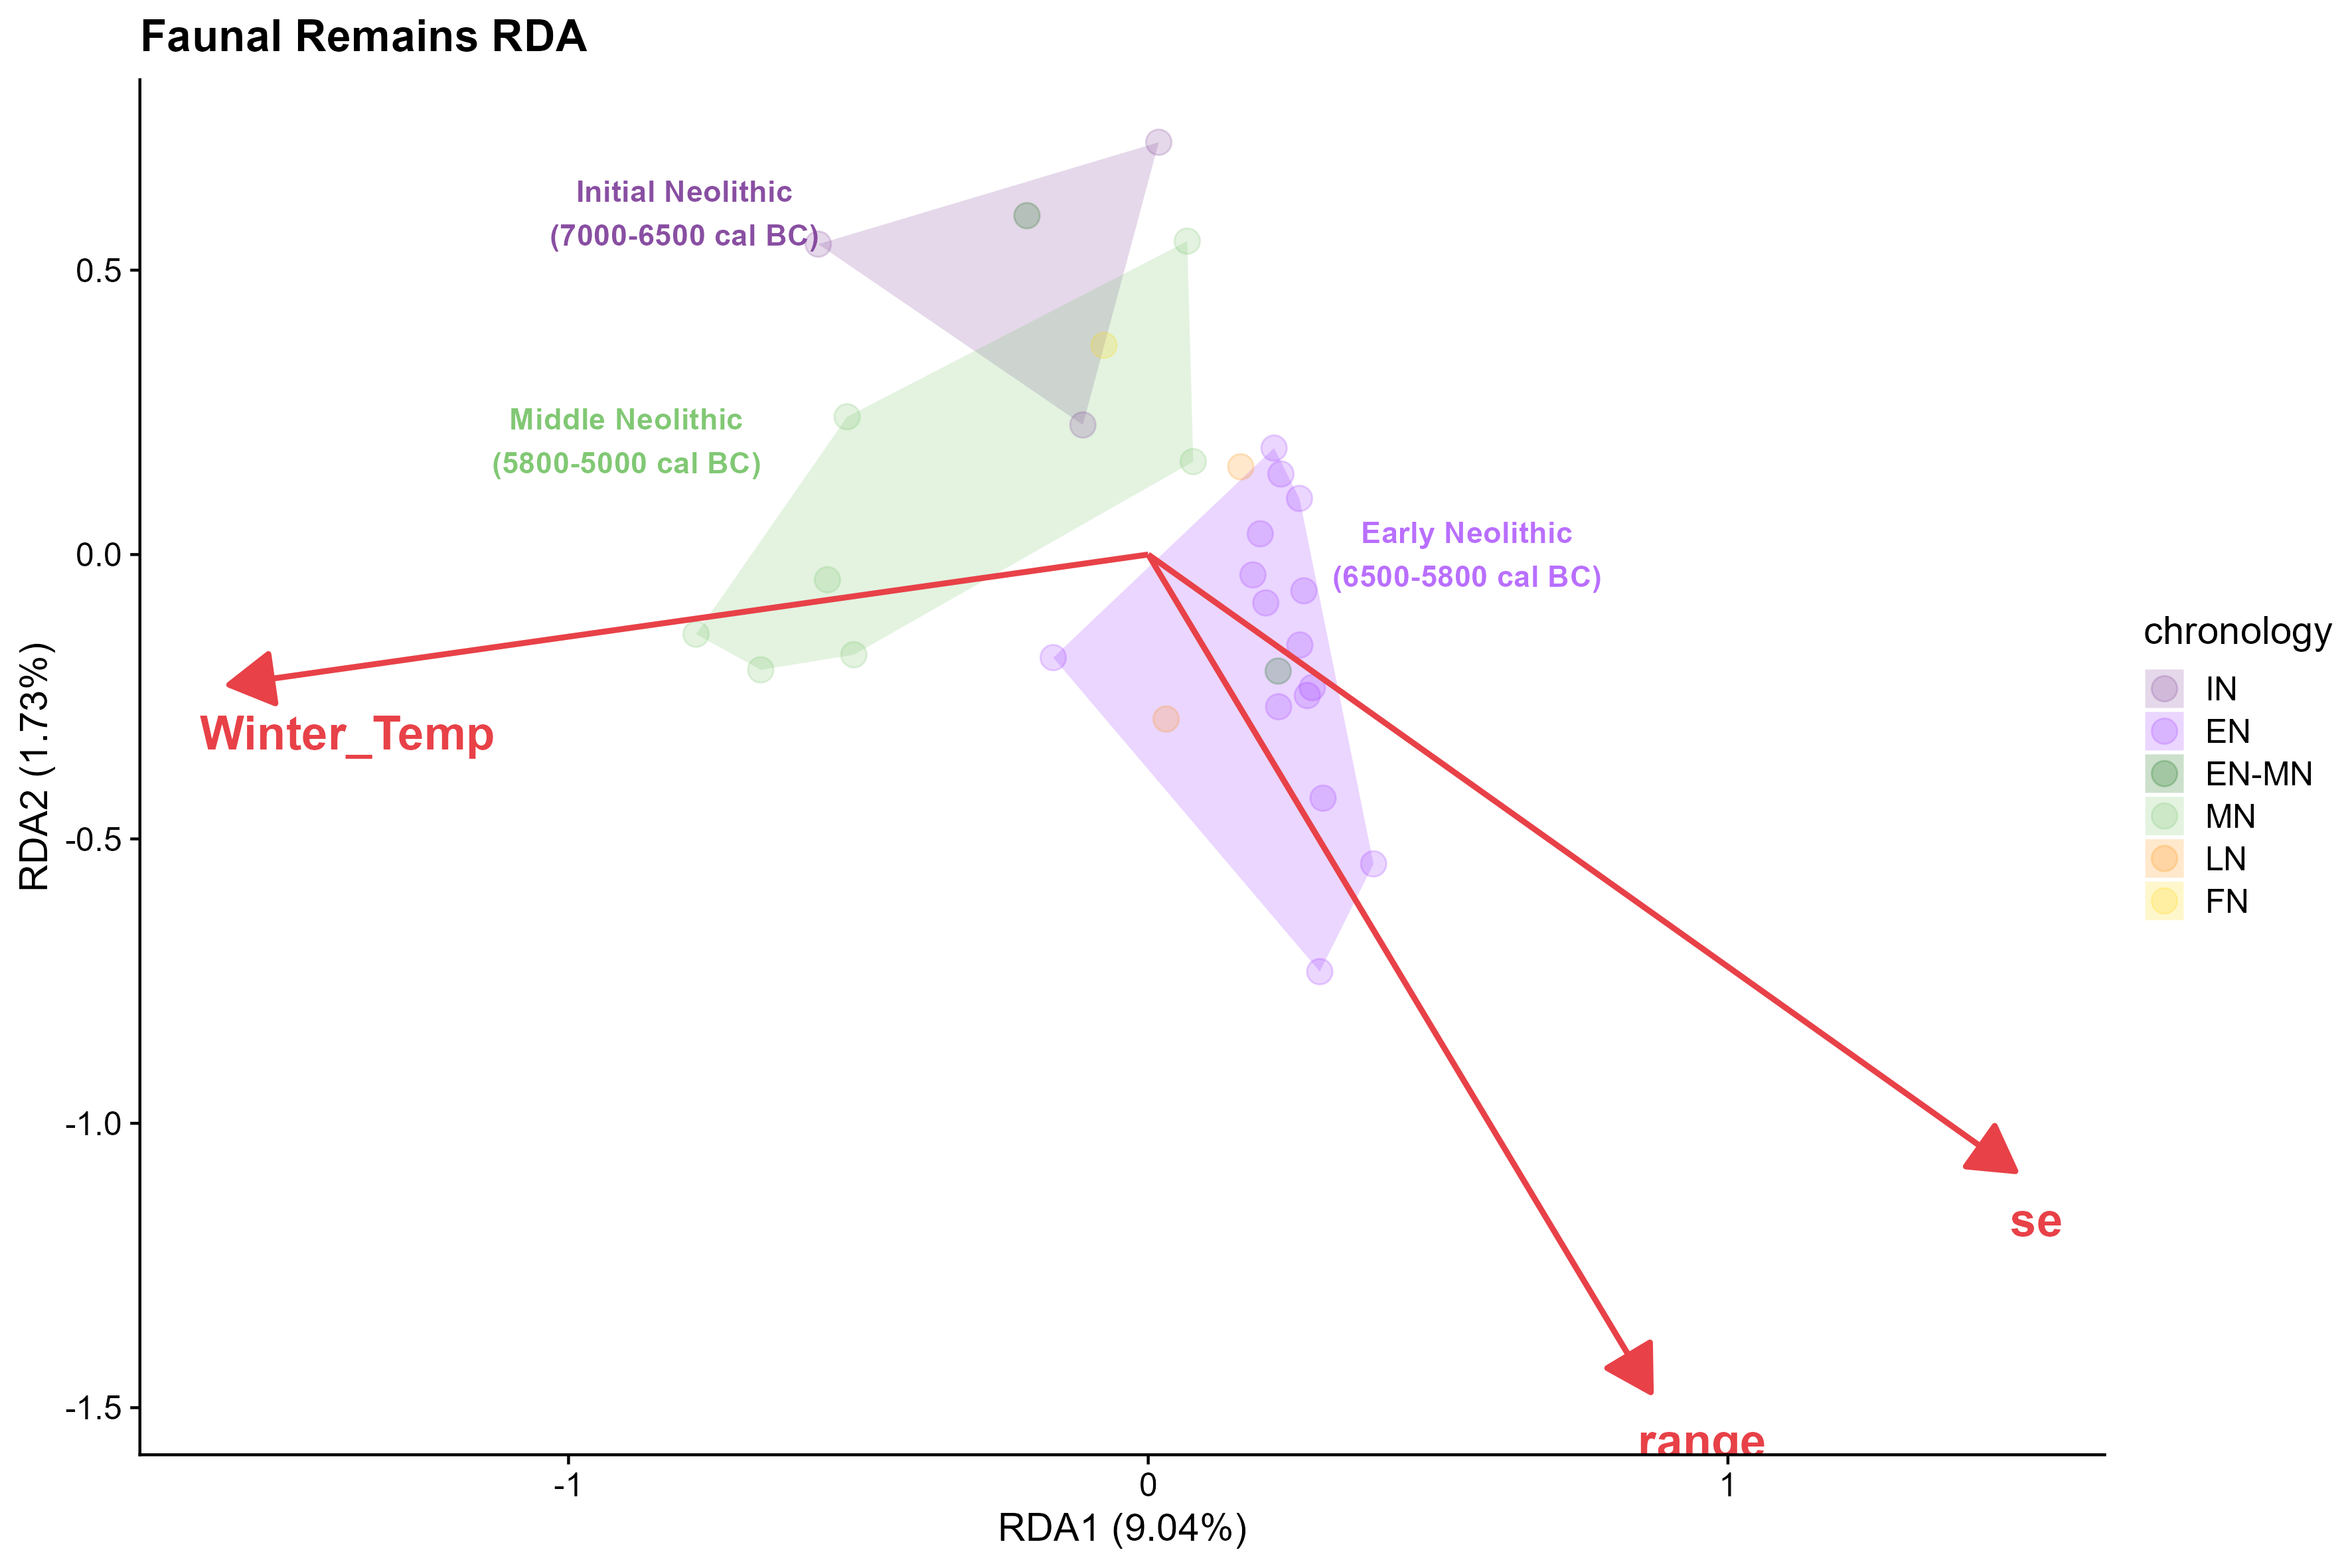 Faunal Remains RDA
Initial Neolithic
(7000-6500 cal BC)
Middle Neolithic
(5800-5000 cal BC)
Early Neolithic
(6500-5800 cal BC)
Winter_Temp
se
range
0.5
0.0
-0.5
-1.0
-1.5
RDA2 (1.73%)
-1
0
1
RDA1 (9.04%)
chronology
IN
EN
EN-MN
MN
LN
FN